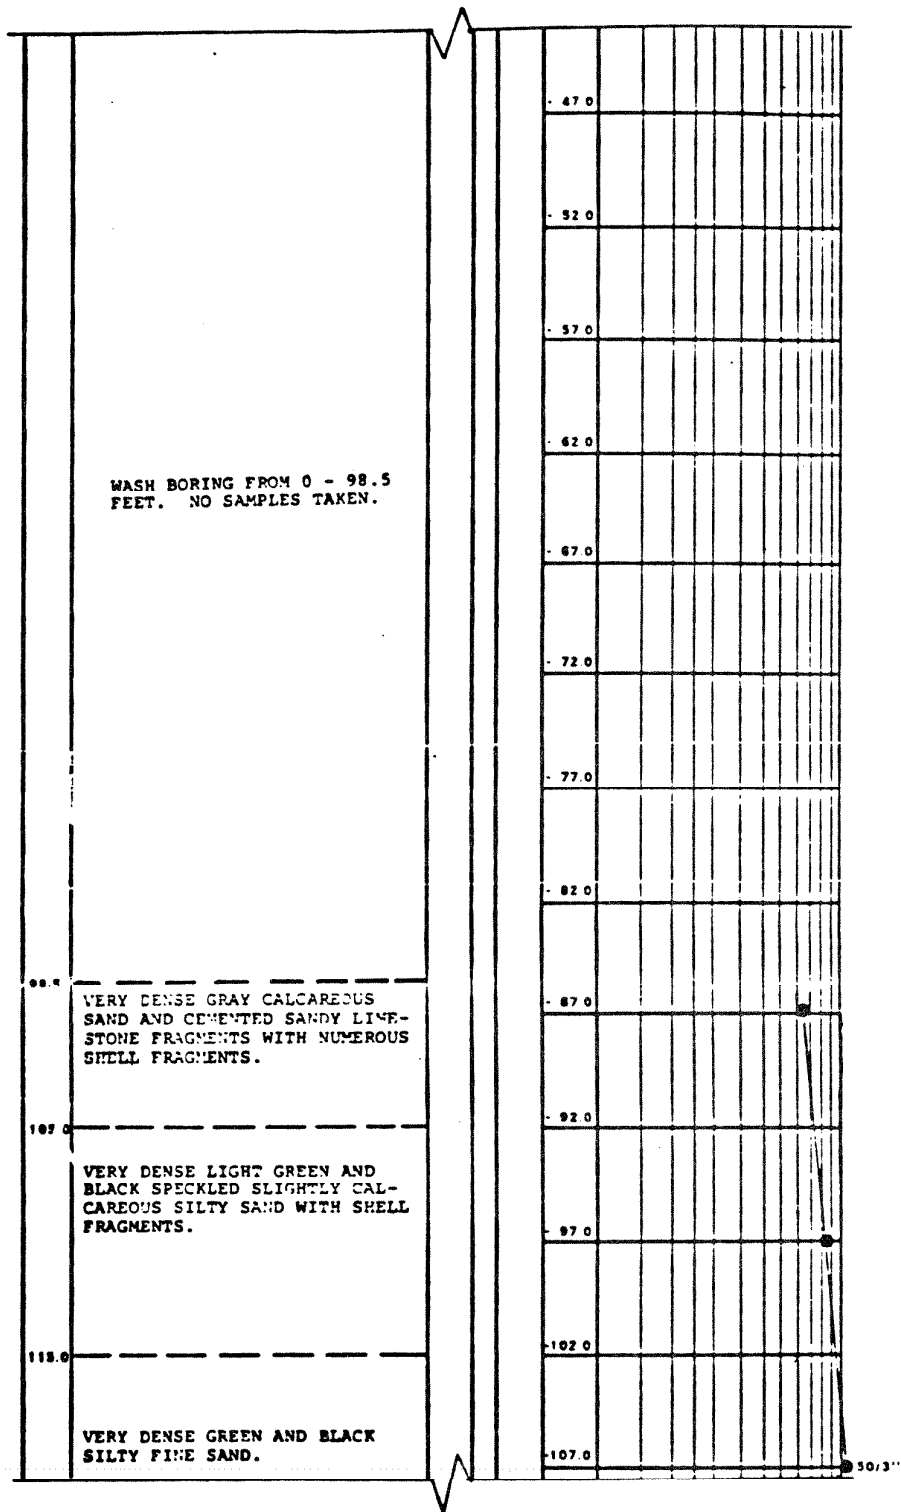 - 47.0
- 52.0
- 57.0
- 62.0
WASH BORING FROM 0 - 98.5
FEET. NO SAMPLES TAKEN.
- 67.0
- 72.0
- 77.0
- 82.0
98.5
VERY DENSE GRAY CALCAREOUS
SAND AND CEMENTED SANDY LIME-
STONE FRAGMENTS WITH NUMEROUS
SHELL FRAGMENTS.
- 87.0
- 92.0
VERY DENSE LIGHT GREEN AND
BLACK SPECKLED SLIGHTLY CAL-
CAREOUS SILTY SAND WITH SHELL
FRAGMENTS.
- 97.0
115.0
-102.0
VERY DENSE GREEN AND BLACK
SILTY FINE SAND.
-107.0
50/3''